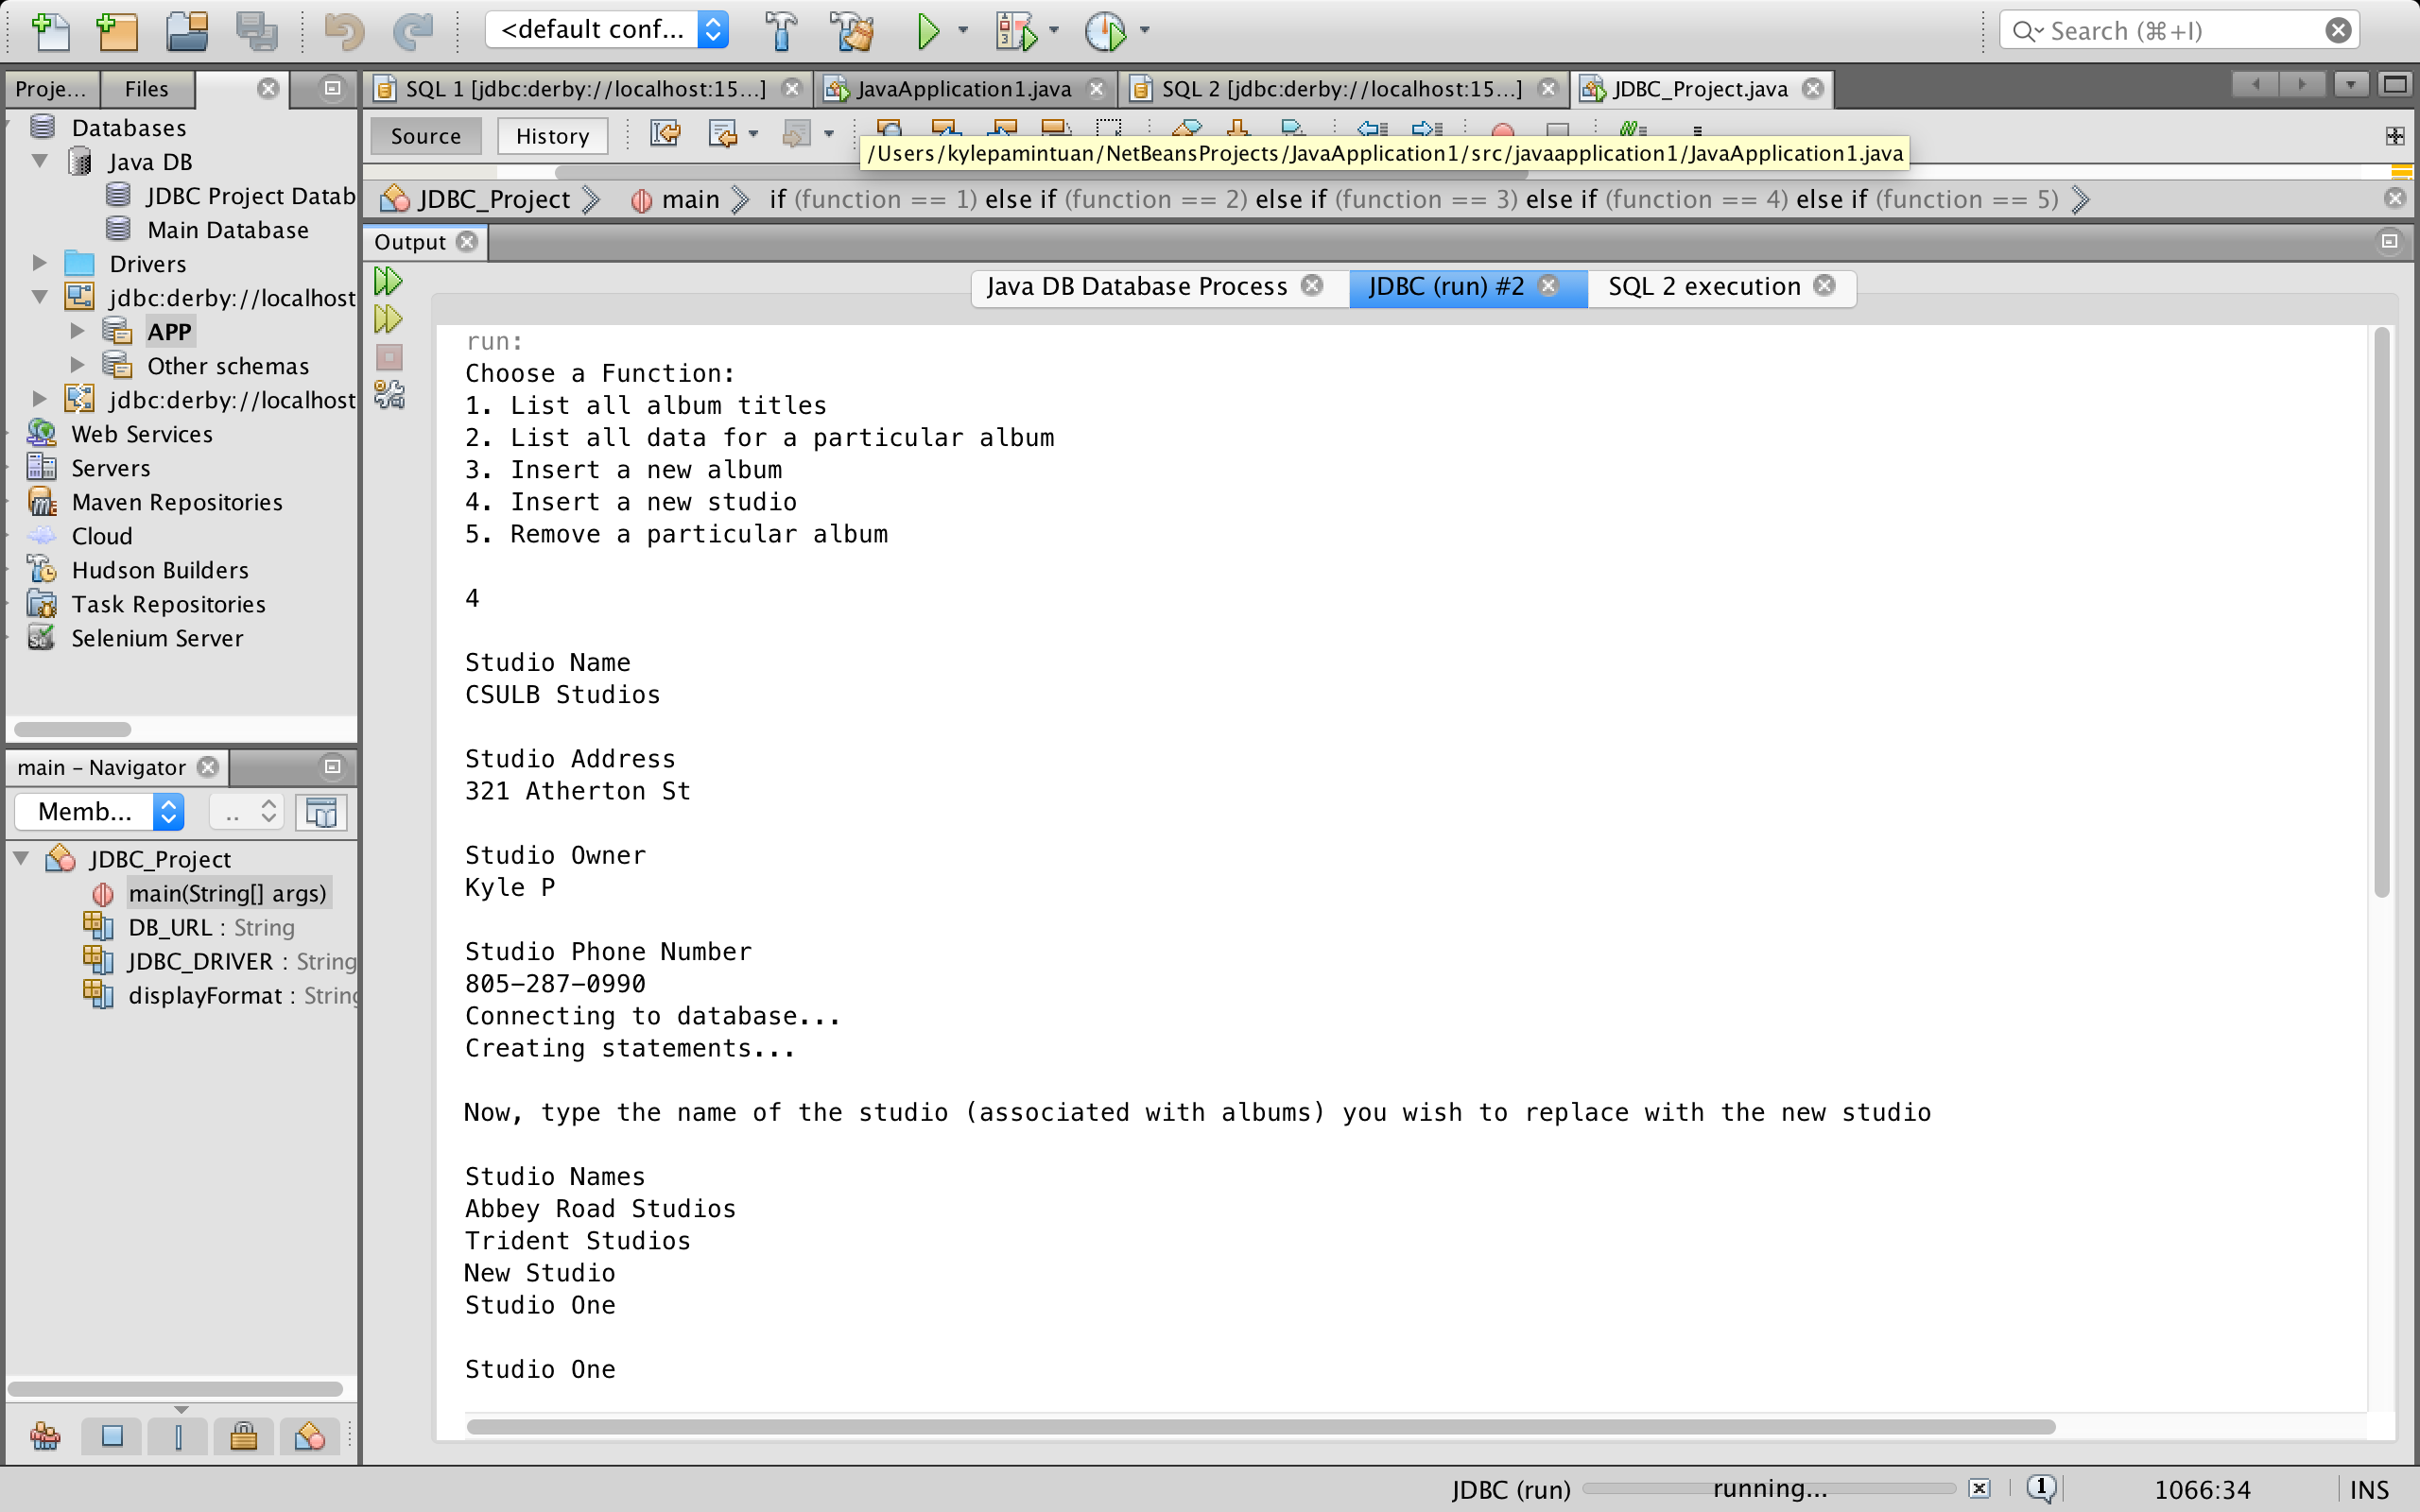 <default conf...
Search (⌘+I)
Proje...
Files
SQL 1 [jdbc:derby://localhost:15...]
JavaApplication1.java
SQL 2 [jdbc:derby://localhost:15...]
JDBC_Project.java
Source
History
/Users/kylepamintuan/NetBeansProjects/JavaApplication1/src/javaapplication1/JavaApplication1.java
JDBC_Project main if (function == 1) else if (function == 2) else if (function == 3) else if (function == 4) else if (function == 5)
Databases
Java DB
JDBC Project Datab
Main Database
Drivers
jdbc:derby://localhost
APP
Other schemas
jdbc:derby://localhost
Web Services
Servers
Maven Repositories
Cloud
Hudson Builders
Task Repositories
Selenium Server
main – Navigator
Memb...
..
JDBC_Project
main(String[] args)
DB_URL : String
JDBC_DRIVER : String
displayFormat : String
Output
Java DB Database Process
JDBC (run) #2
SQL 2 execution
run:
Choose a Function:
1. List all album titles
2. List all data for a particular album
3. Insert a new album
4. Insert a new studio
5. Remove a particular album
4
Studio Name
CSULB Studios
Studio Address
321 Atherton St
Studio Owner
Kyle P
Studio Phone Number
805-287-0990
Connecting to database...
Creating statements...
Now, type the name of the studio (associated with albums) you wish to replace with the new studio
Studio Names
Abbey Road Studios
Trident Studios
New Studio
Studio One
Studio One
JDBC (run)
running...
1
1066:34
INS